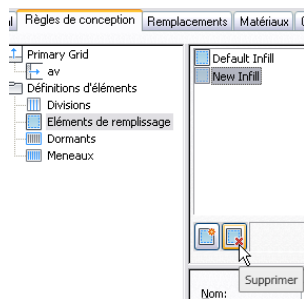 Règles de conception Remplacements Matériaux
Primary Grid
av
Définitions d'éléments
Divisions
Eléments de remplissage
Dormants
Meneaux
Default Infill
New Infill
Supprimer
Nom: